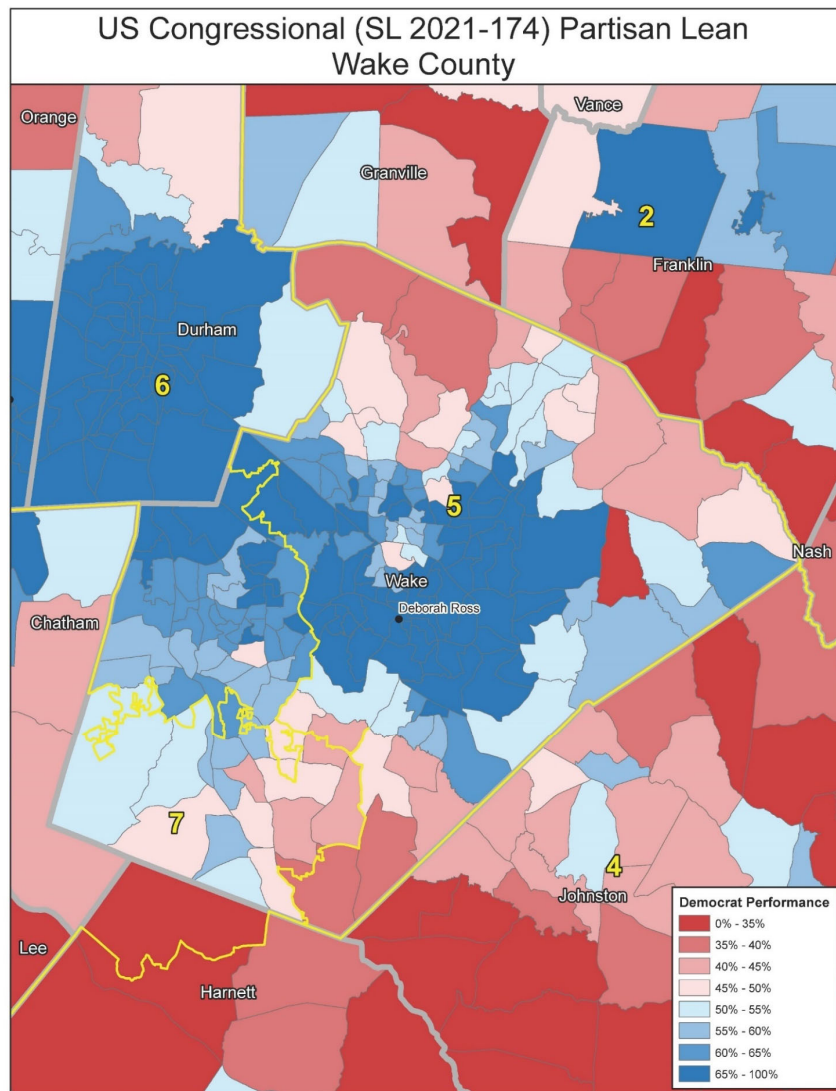 US Congressional (SL 2021-174) Partisan Lean
Wake County
Vance
Orange
Granville
2
Franklin
Durham
6
5
Nash
Wake
Deborah Ross
Chatham
7
4
Johnston
Lee
Harnett
Democrat Performance
0% - 35%
35% - 40%
40% - 45%
45% - 50%
50% - 55%
55% - 60%
60% - 65%
65% - 100%